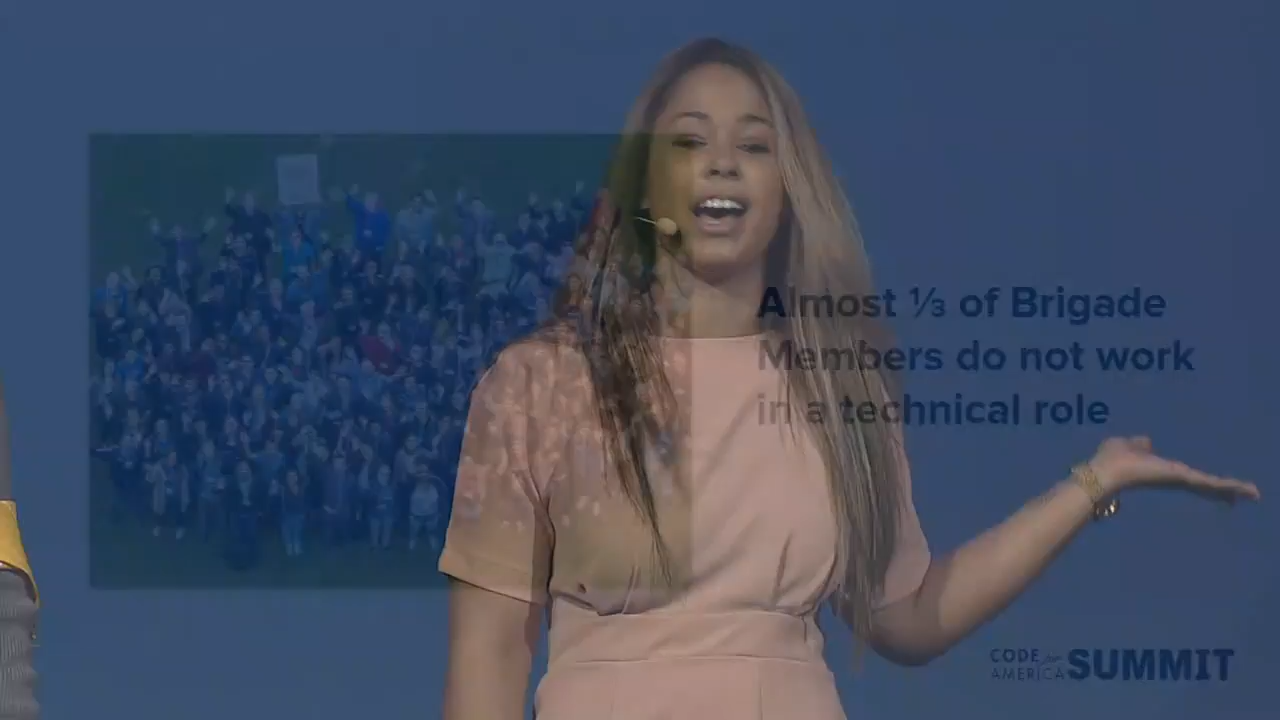 Almost ⅓ of Brigade
Members do not work
in a technical role
CODE for
AMERICA SUMMIT